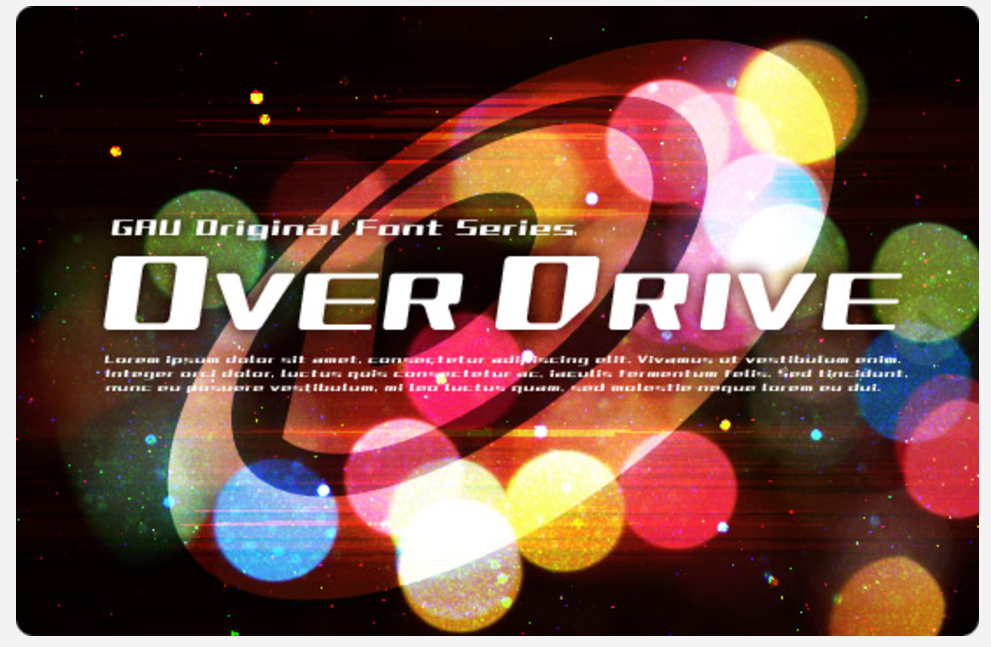 GAU Original Font Series.
OVER DRIVE
Lorem ipsum dolor sit amet, consectetur adipiscing elit. Vivamus ut vestibulum enim.
Integer orci dolor, luctus quis consectetur ac, iaculis fermentum felis. Sed tincidunt,
nunc eu posuere vestibulum, mi leo luctus quam, sed molestie neque lorem eu dui.